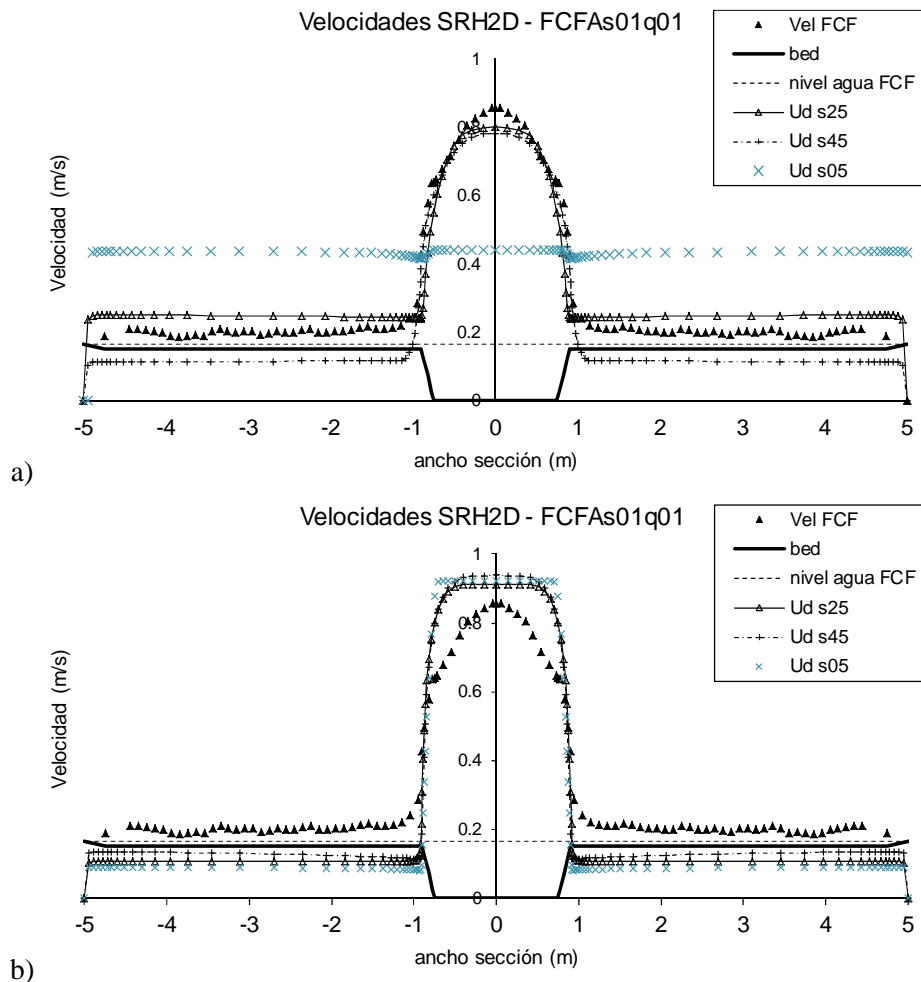 Velocidades SRH2D - FCFAs01q01
Vel FCF
bed
nivel agua FCF
Ud s25
Ud s45
Ud s05
Velocidad (m/s)
1
0.8
0.6
0.4
0.2
0
-5 -4 -3 -2 -1 0 1 2 3 4 5
ancho sección (m)
a)
Velocidades SRH2D - FCFAs01q01
Vel FCF
bed
nivel agua FCF
Ud s25
Ud s45
Ud s05
Velocidad (m/s)
1
0.8
0.6
0.4
0.2
0
-5 -4 -3 -2 -1 0 1 2 3 4 5
ancho sección (m)
b)